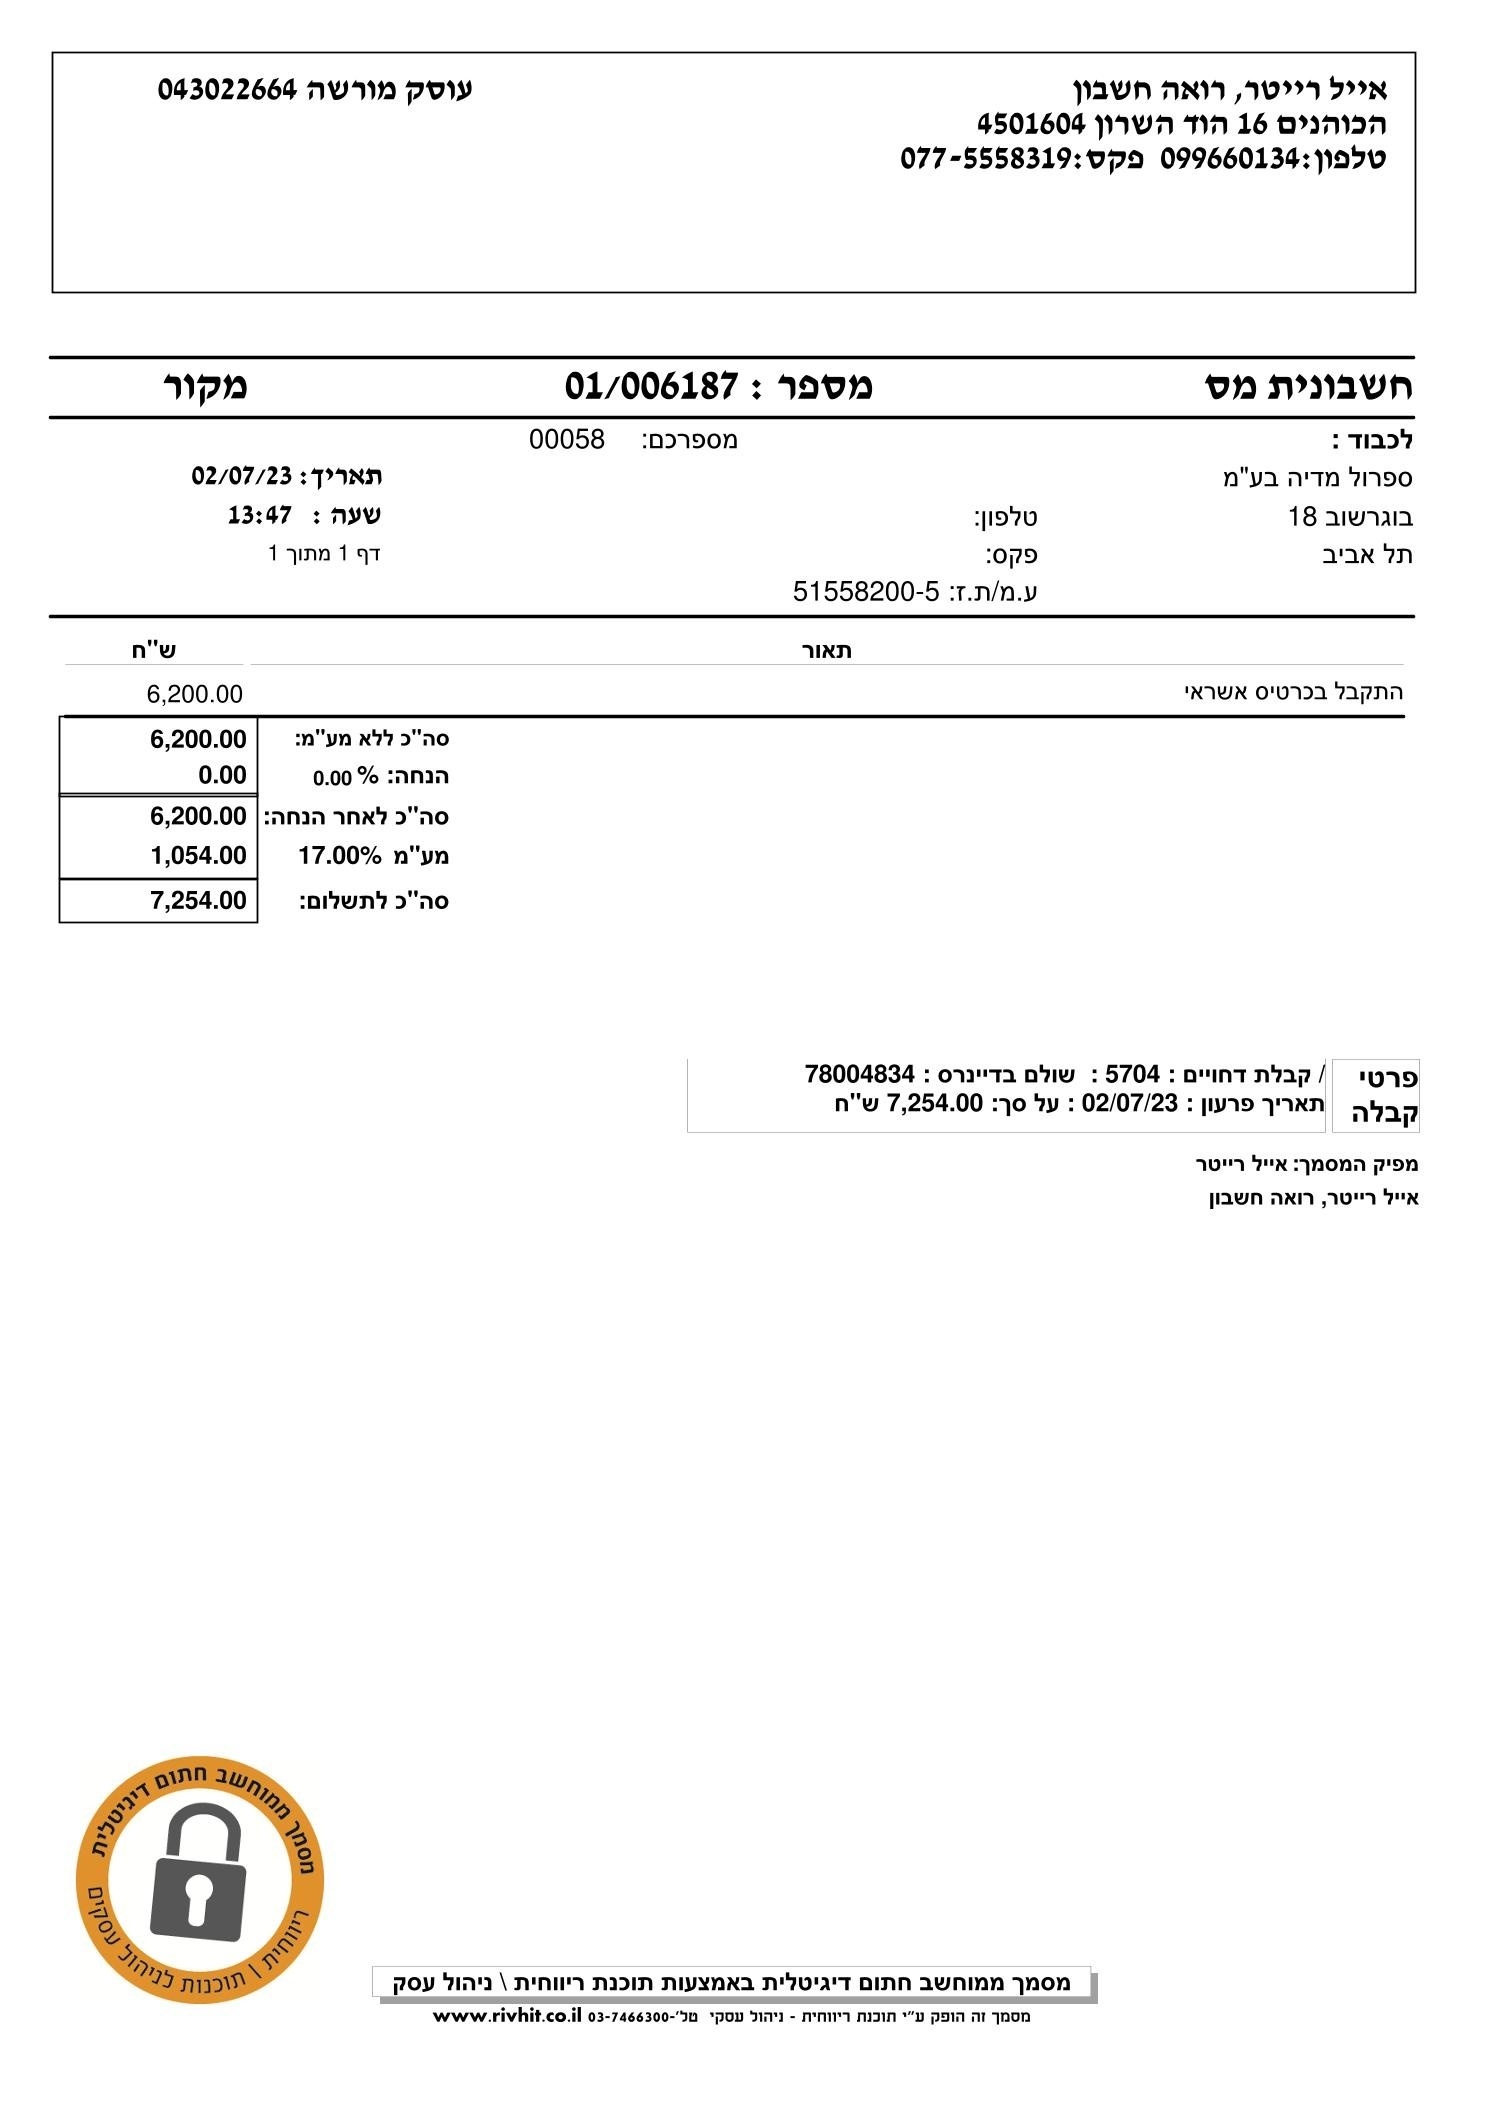 אייל רייטר, רואה חשבון
עוסק מורשה 043022664
הכוהנים 16 הוד השרון 4501604
טלפון:099660134 פקס:077-5558319
חשבונית מס מספר : 01/006187 מקור
לכבוד : מספרכם: 00058
ספרול מדיה בע"מ תאריך: 02/07/23
בוגרשוב 18 טלפון: שעה : 13:47
תל אביב פקס: דף 1 מתוך 1
ע.מ/ת.ז: 51558200-5
תאור ש"ח
התקבל בכרטיס אשראי 6,200.00
סה"כ ללא מע"מ: 6,200.00
הנחה: % 0.00 0.00
סה"כ לאחר הנחה: 6,200.00
מע"מ 17.00% 1,054.00
סה"כ לתשלום: 7,254.00
פרטי קבלה
/ קבלת דחויים : 5704 : שולם בדיינרס : 78004834
תאריך פרעון : 02/07/23 : על סך: 7,254.00 ש"ח
מפיק המסמך: אייל רייטר
אייל רייטר, רואה חשבון
מסמך ממוחשב חתום דיגיטלית
ריווחית | תוכנות לניהול עסקים
מסמך ממוחשב חתום דיגיטלית באמצעות תוכנת ריווחית \ ניהול עסק
מסמך זה הופק ע"י תוכנת ריווחית - ניהול עסקי טל'-03-7466300 www.rivhit.co.il